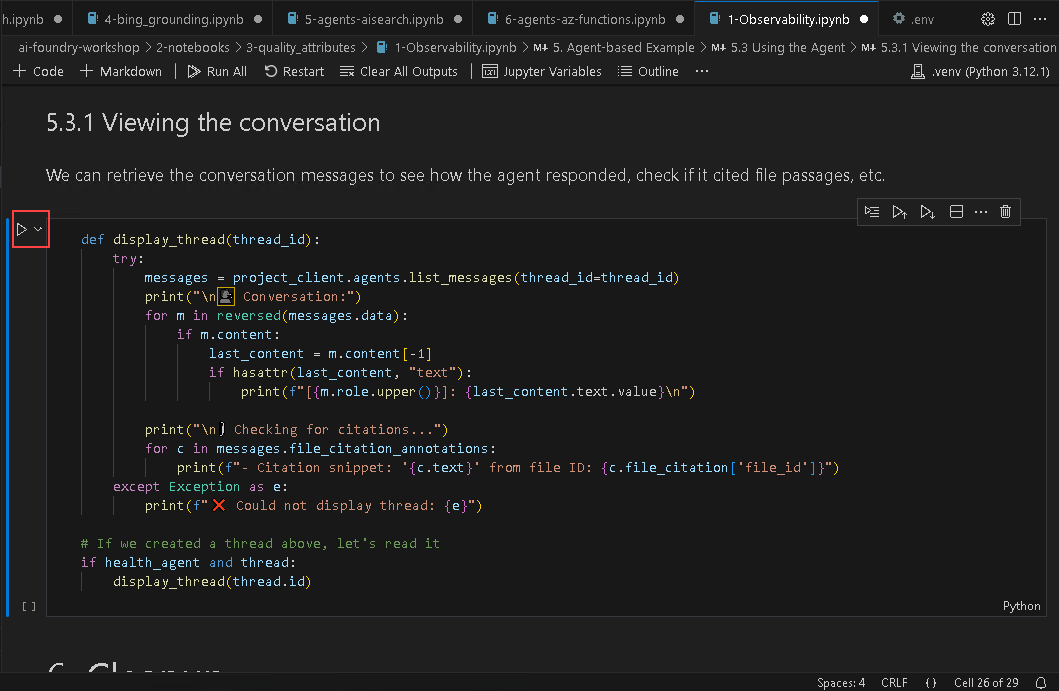 h.ipynb ● 4-bing_grounding.ipynb ● 5-agents-aisearch.ipynb ● 6-agents-az-functions.ipynb ● 1-Observability.ipynb ● .env ···
ai-foundry-workshop > 2-notebooks > 3-quality_attributes > 1-Observability.ipynb > M↓ 5. Agent-based Example > M↓ 5.3 Using the Agent > M↓ 5.3.1 Viewing the conversation
+ Code + Markdown | Run All Restart Clear All Outputs | Jupyter Variables Outline ··· .venv (Python 3.12.1)
5.3.1 Viewing the conversation
We can retrieve the conversation messages to see how the agent responded, check if it cited file passages, etc.
def display_thread(thread_id):
    try:
        messages = project_client.agents.list_messages(thread_id=thread_id)
        print("\n👤 Conversation:")
        for m in reversed(messages.data):
            if m.content:
                last_content = m.content[-1]
                if hasattr(last_content, "text"):
                    print(f"[{m.role.upper()}]: {last_content.text.value}\n")
        print("\n Checking for citations...")
        for c in messages.file_citation_annotations:
            print(f"- Citation snippet: '{c.text}' from file ID: {c.file_citation['file_id']}")
    except Exception as e:
        print(f"❌ Could not display thread: {e}")
# If we created a thread above, let's read it
if health_agent and thread:
    display_thread(thread.id)
[ ] Python
Spaces: 4 CRLF {} Cell 26 of 29